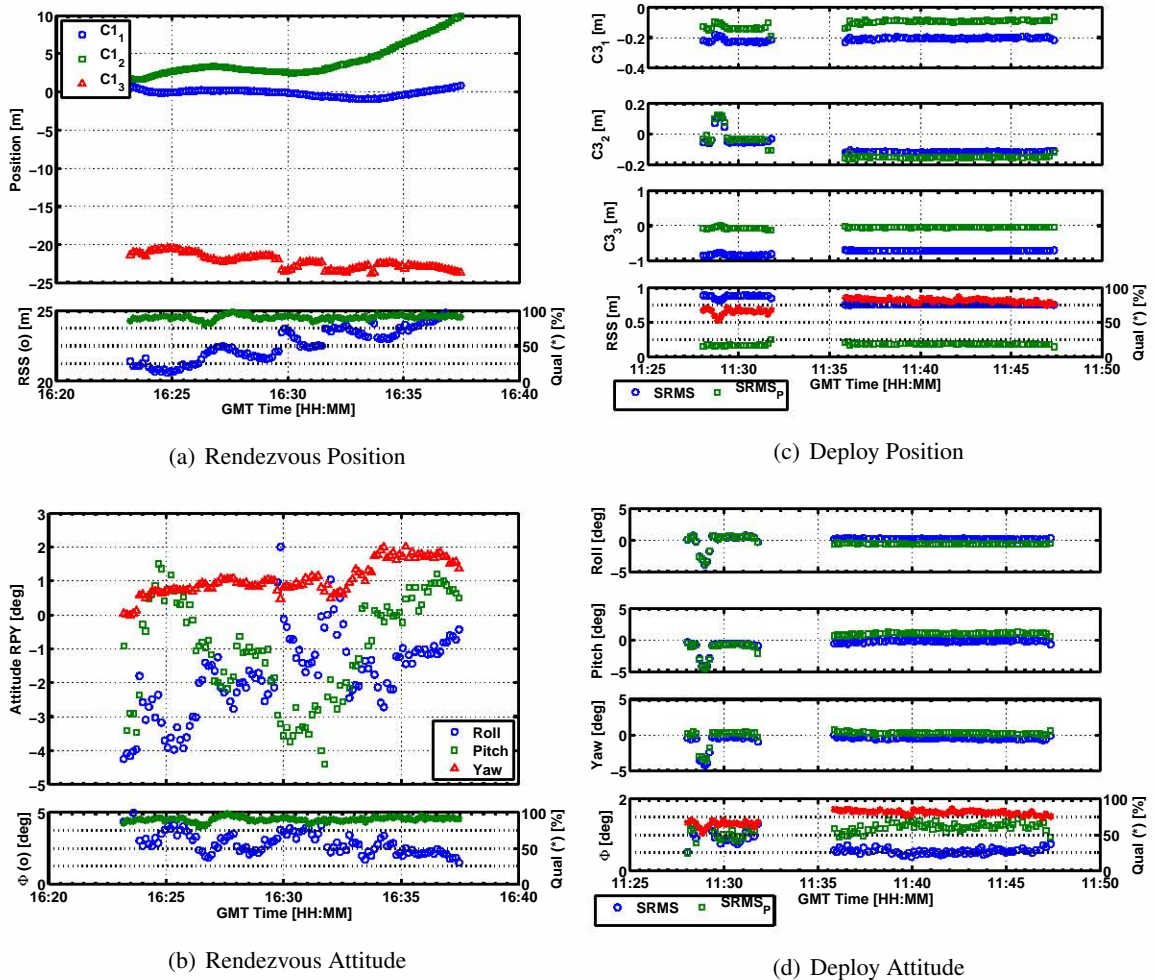 10
5
0
−5
−10
−15
−20
−25
Position [m]
C1₁
C1₂
C1₃
25
20
RSS (o) [m]
100
50
0
Qual (*) [%]
16:20
16:25
16:30
16:35
16:40
GMT Time [HH:MM]
(a) Rendezvous Position
0
−0.2
−0.4
C3₁ [m]
0.2
0
−0.2
C3₂ [m]
1
0
−1
C3₃ [m]
1
0.5
0
RSS [m]
100
50
0
Qual (*) [%]
11:25
11:30
11:35
11:40
11:45
11:50
GMT Time [HH:MM]
SRMS
SRMS_P
(c) Deploy Position
3
2
1
0
−1
−2
−3
−4
−5
Attitude RPY [deg]
Roll
Pitch
Yaw
5
0
Φ (o) [deg]
100
50
0
Qual (*) [%]
16:20
16:25
16:30
16:35
16:40
GMT Time [HH:MM]
(b) Rendezvous Attitude
5
0
−5
Roll [deg]
5
0
−5
Pitch [deg]
5
0
−5
Yaw [deg]
2
1
0
Φ [deg]
100
50
0
Qual (*) [%]
11:25
11:30
11:35
11:40
11:45
11:50
GMT Time [HH:MM]
SRMS
SRMS_P
(d) Deploy Attitude